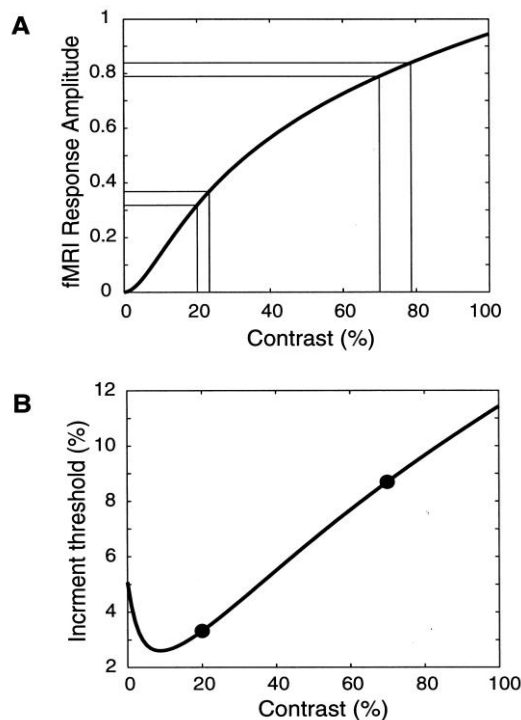 A
1
0.8
0.6
0.4
0.2
0
fMRI Response Amplitude
0 20 40 60 80 100
Contrast (%)
B
12
10
8
6
4
2
Incrment threshold (%)
0 20 40 60 80 100
Contrast (%)